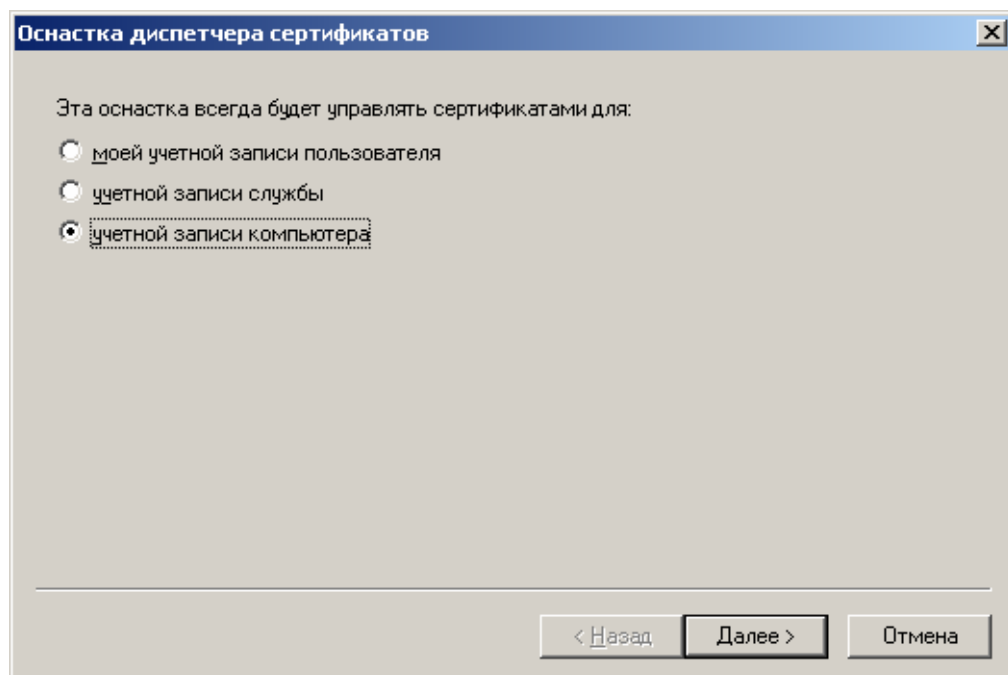 Оснастка диспетчера сертификатов
Эта оснастка всегда будет управлять сертификатами для:
моей учетной записи пользователя
учетной записи службы
учетной записи компьютера
< Назад
Далее >
Отмена